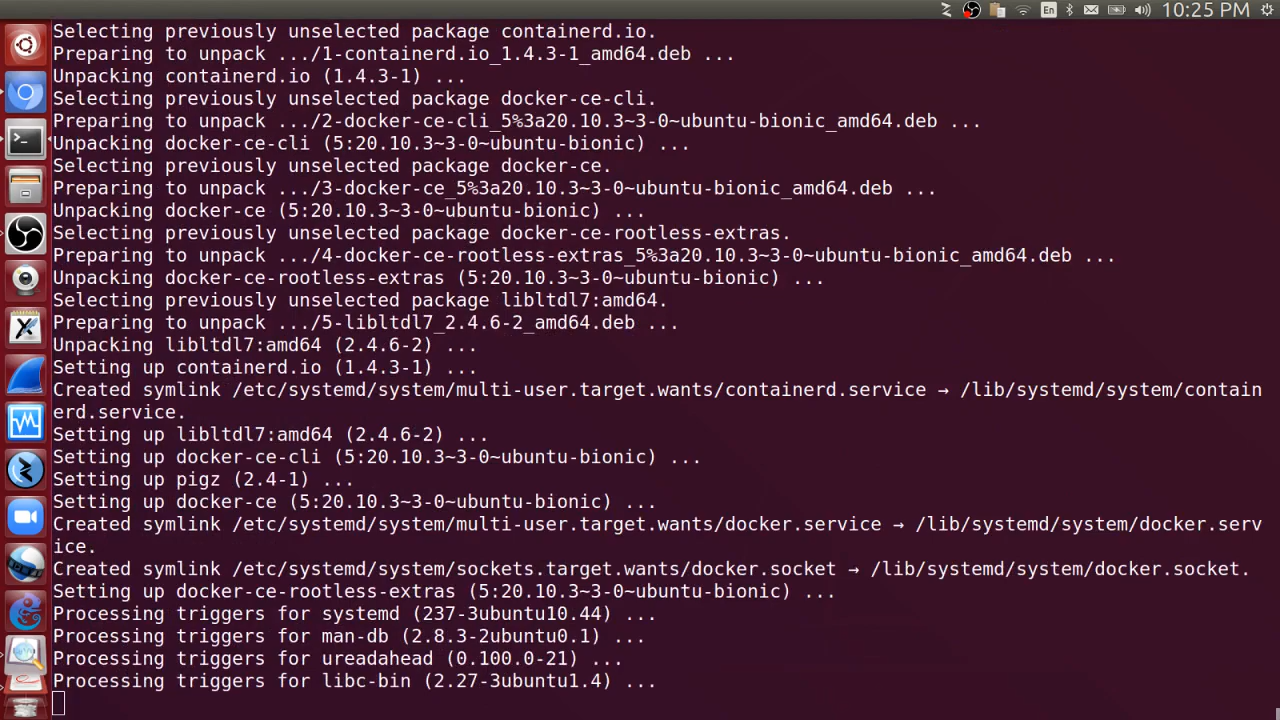 En 10:25 PM
Selecting previously unselected package containerd.io.
Preparing to unpack .../1-containerd.io_1.4.3-1_amd64.deb ...
Unpacking containerd.io (1.4.3-1) ...
Selecting previously unselected package docker-ce-cli.
Preparing to unpack .../2-docker-ce-cli_5%3a20.10.3~3-0~ubuntu-bionic_amd64.deb ...
Unpacking docker-ce-cli (5:20.10.3~3-0~ubuntu-bionic) ...
Selecting previously unselected package docker-ce.
Preparing to unpack .../3-docker-ce_5%3a20.10.3~3-0~ubuntu-bionic_amd64.deb ...
Unpacking docker-ce (5:20.10.3~3-0~ubuntu-bionic) ...
Selecting previously unselected package docker-ce-rootless-extras.
Preparing to unpack .../4-docker-ce-rootless-extras_5%3a20.10.3~3-0~ubuntu-bionic_amd64.deb ...
Unpacking docker-ce-rootless-extras (5:20.10.3~3-0~ubuntu-bionic) ...
Selecting previously unselected package libltdl7:amd64.
Preparing to unpack .../5-libltdl7_2.4.6-2_amd64.deb ...
Unpacking libltdl7:amd64 (2.4.6-2) ...
Setting up containerd.io (1.4.3-1) ...
Created symlink /etc/systemd/system/multi-user.target.wants/containerd.service → /lib/systemd/system/contain
erd.service.
Setting up libltdl7:amd64 (2.4.6-2) ...
Setting up docker-ce-cli (5:20.10.3~3-0~ubuntu-bionic) ...
Setting up pigz (2.4-1) ...
Setting up docker-ce (5:20.10.3~3-0~ubuntu-bionic) ...
Created symlink /etc/systemd/system/multi-user.target.wants/docker.service → /lib/systemd/system/docker.serv
ice.
Created symlink /etc/systemd/system/sockets.target.wants/docker.socket → /lib/systemd/system/docker.socket.
Setting up docker-ce-rootless-extras (5:20.10.3~3-0~ubuntu-bionic) ...
Processing triggers for systemd (237-3ubuntu10.44) ...
Processing triggers for man-db (2.8.3-2ubuntu0.1) ...
Processing triggers for ureadahead (0.100.0-21) ...
Processing triggers for libc-bin (2.27-3ubuntu1.4) ...